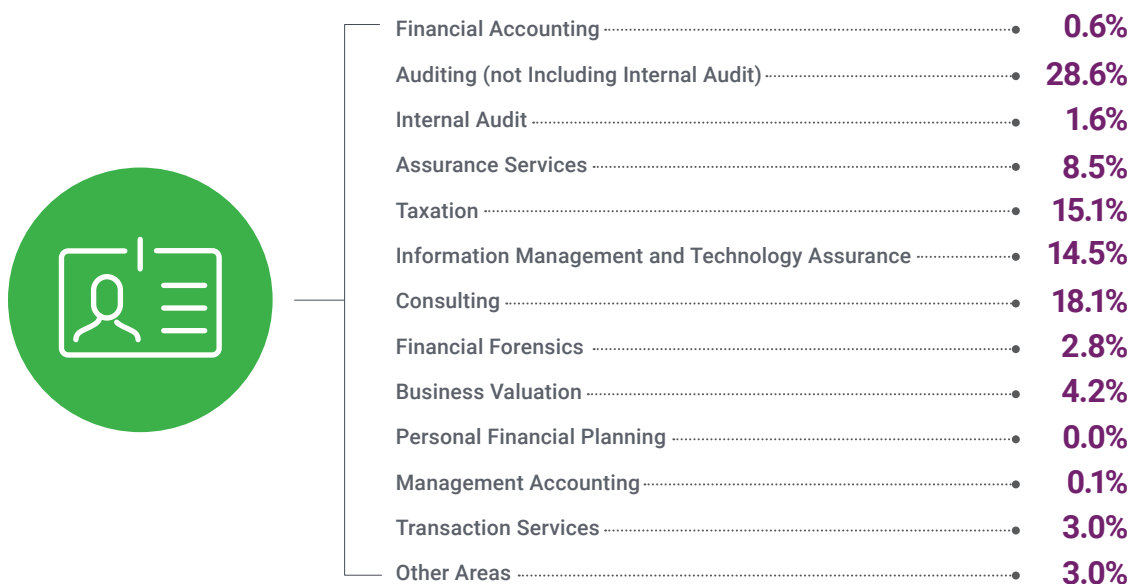 Financial Accounting 0.6%
Auditing (not Including Internal Audit) 28.6%
Internal Audit 1.6%
Assurance Services 8.5%
Taxation 15.1%
Information Management and Technology Assurance 14.5%
Consulting 18.1%
Financial Forensics 2.8%
Business Valuation 4.2%
Personal Financial Planning 0.0%
Management Accounting 0.1%
Transaction Services 3.0%
Other Areas 3.0%